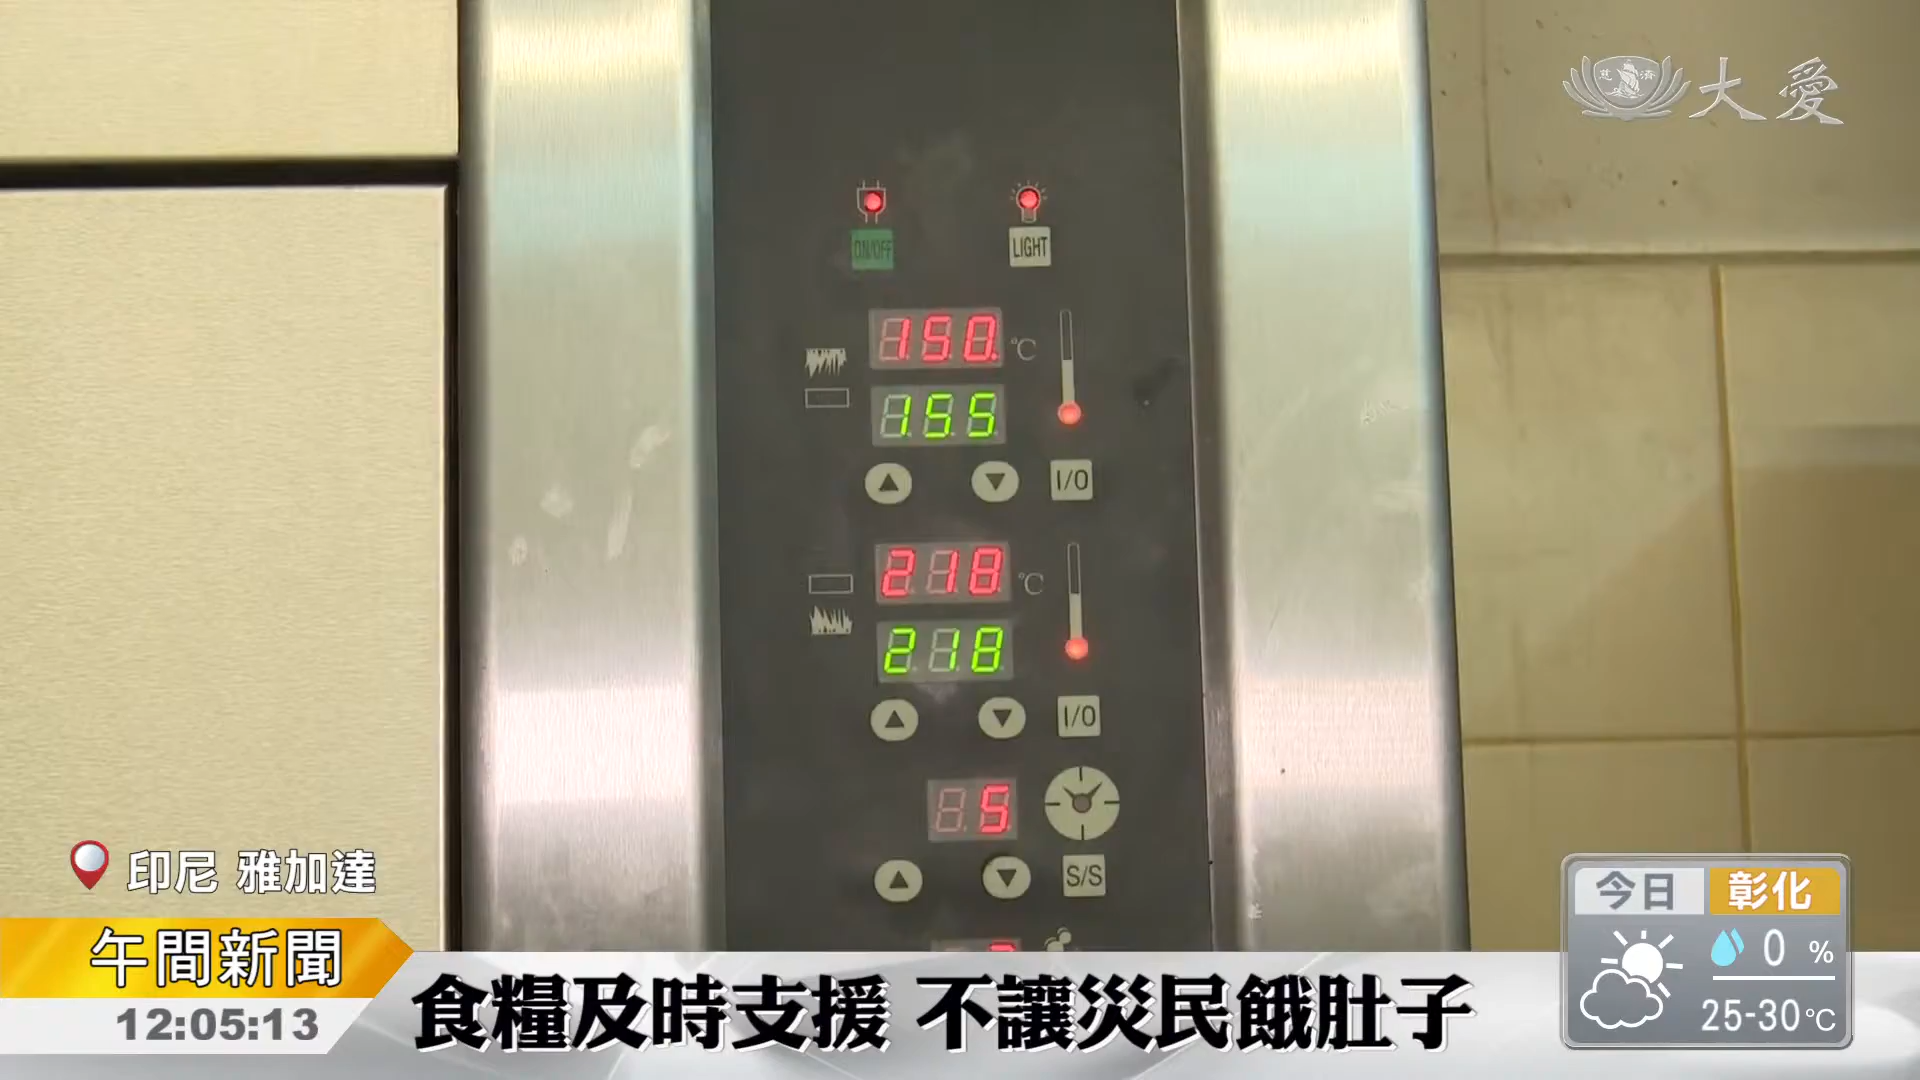 慈濟 大愛
ON/OFF LIGHT
150 ℃
155
I/O
218 ℃
218
I/O
5
S/S
印尼 雅加達
午間新聞
12:05:13
食糧及時支援 不讓災民餓肚子
今日 彰化
0 %
25-30℃